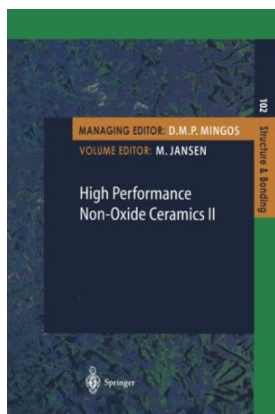 MANAGING EDITOR: D.M.P. MINGOS
VOLUME EDITOR: M. JANSEN
High Performance
Non-Oxide Ceramics II
Springer
102 Structure & Bonding